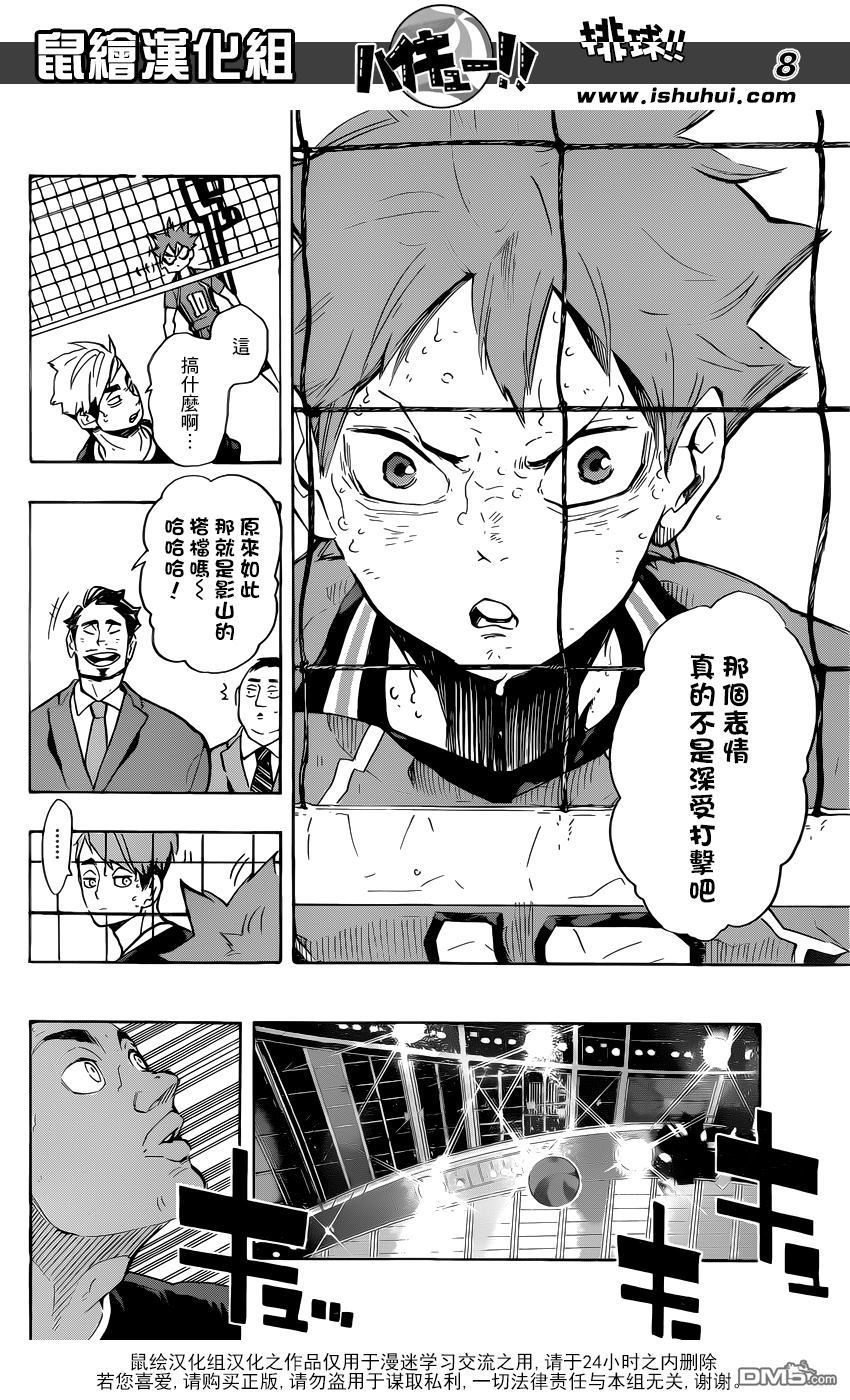 鼠繪漢化組
ハイキュー!!
排球!!
8
www.ishuhui.com
那個表情
真的不是深受打擊吧
10
這
搞什麼啊…
原來如此
那就是影山的
搭檔嗎~
哈哈哈!
……
キュ
キュッ…
鼠绘汉化组汉化之作品仅用于漫迷学习交流之用, 请于24小时之内删除
若您喜爱, 请购买正版, 请勿用于谋取私利, 一切法律责任与本组无关, 谢谢。
DM5.com